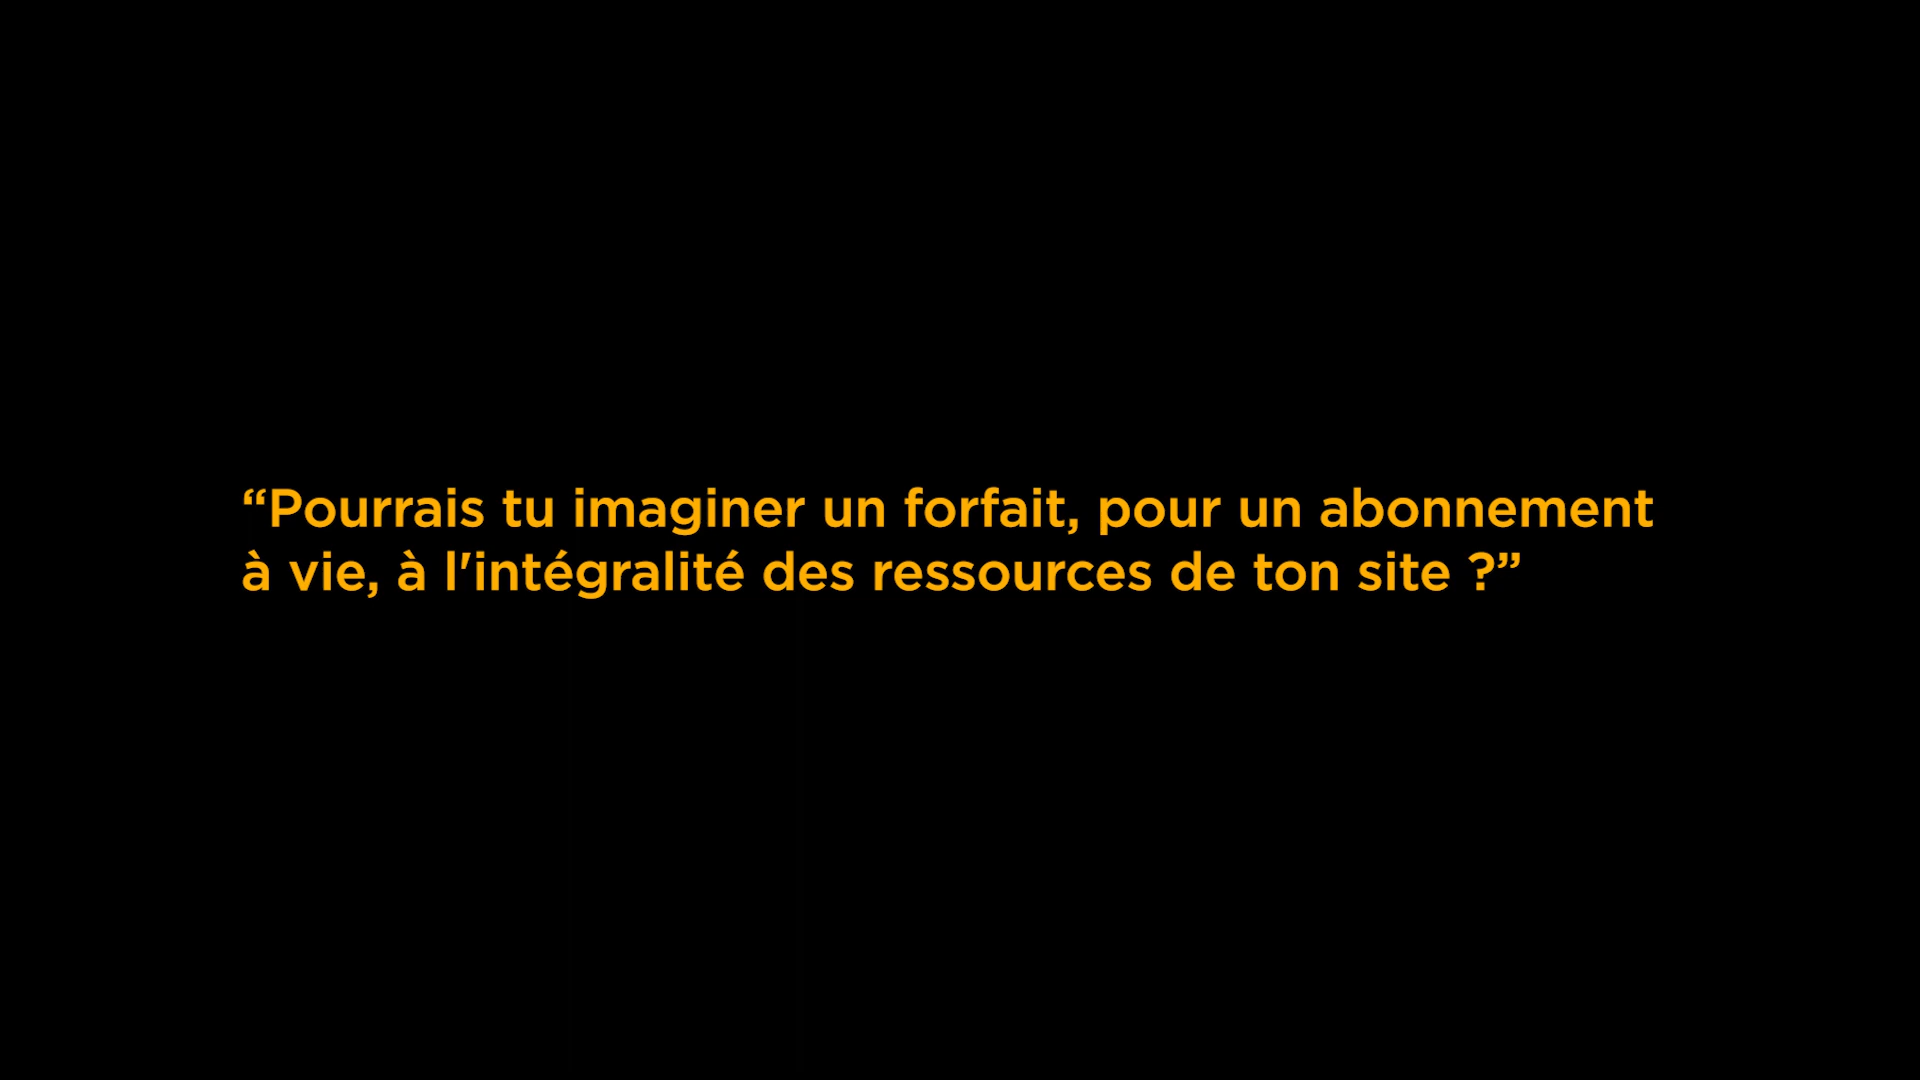 “Pourrais tu imaginer un forfait, pour un abonnement
à vie, à l'intégralité des ressources de ton site ?”